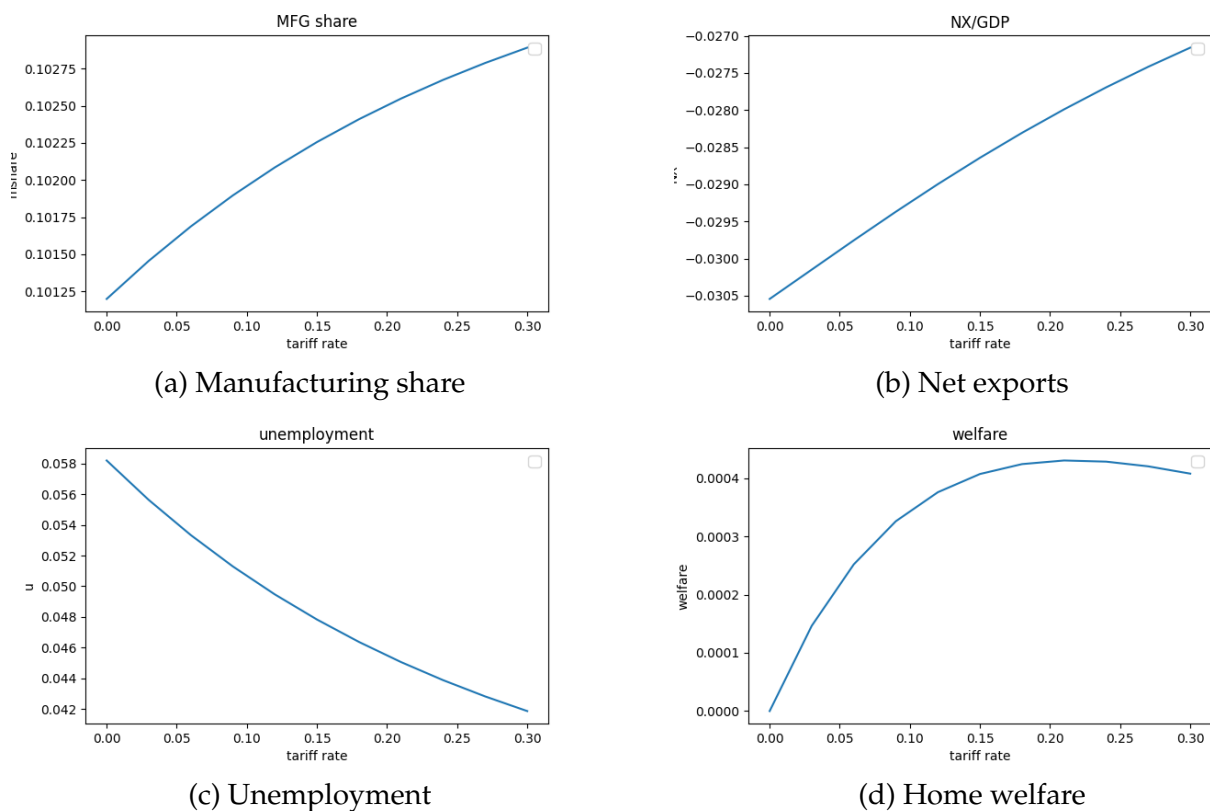 MFG share
0.10275
0.10250
0.10225
0.10200
0.10175
0.10150
0.10125
0.00 0.05 0.10 0.15 0.20 0.25 0.30
tariff rate
(a) Manufacturing share
NX/GDP
−0.0270
−0.0275
−0.0280
−0.0285
−0.0290
−0.0295
−0.0300
−0.0305
0.00 0.05 0.10 0.15 0.20 0.25 0.30
tariff rate
(b) Net exports
unemployment
0.058
0.056
0.054
0.052
0.050
0.048
0.046
0.044
0.042
u
0.00 0.05 0.10 0.15 0.20 0.25 0.30
tariff rate
(c) Unemployment
welfare
0.0004
0.0003
0.0002
0.0001
0.0000
welfare
0.00 0.05 0.10 0.15 0.20 0.25 0.30
tariff rate
(d) Home welfare